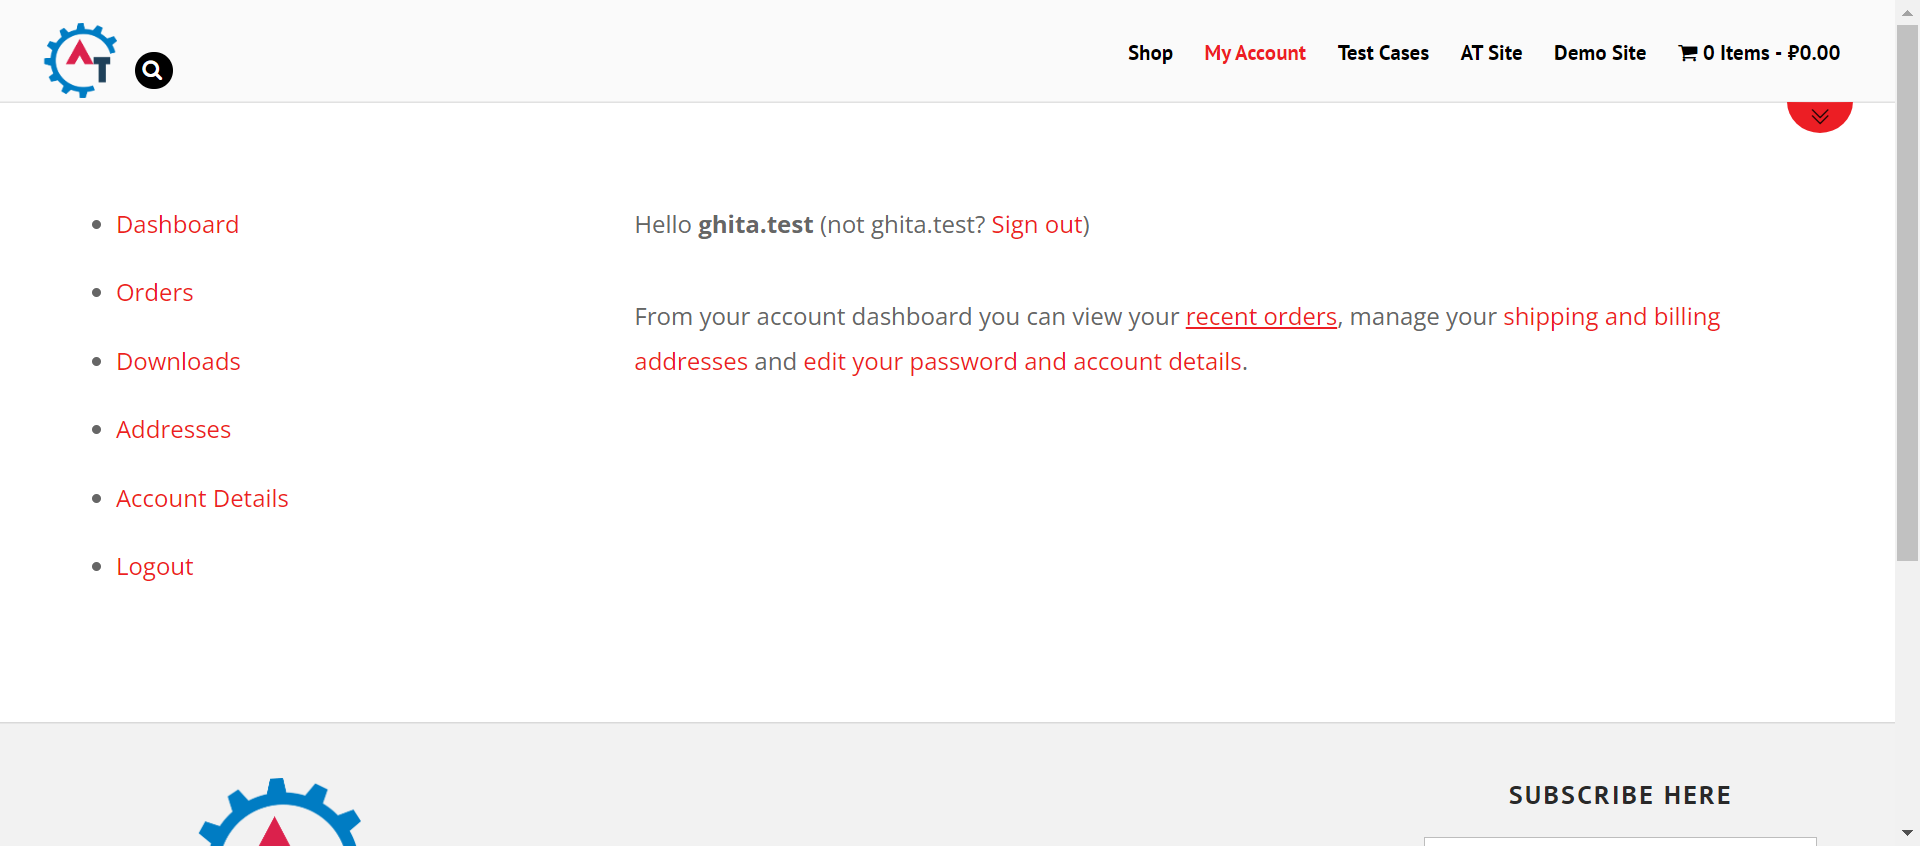 AT
Shop My Account Test Cases AT Site Demo Site 0 Items - ₽0.00
Dashboard
Orders
Downloads
Addresses
Account Details
Logout
Hello ghita.test (not ghita.test? Sign out)
From your account dashboard you can view your recent orders, manage your shipping and billing
addresses and edit your password and account details.
SUBSCRIBE HERE